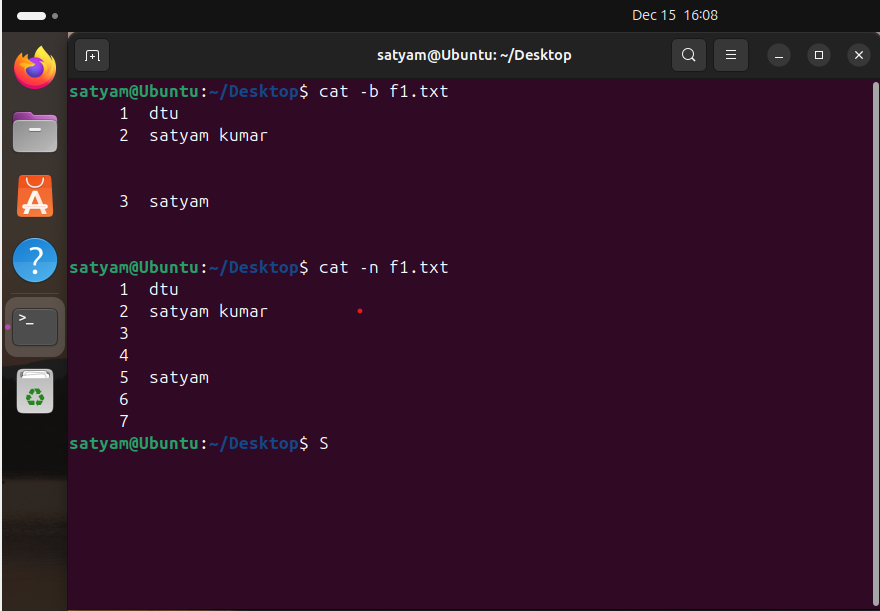 Dec 15 16:08
satyam@Ubuntu: ~/Desktop
satyam@Ubuntu:~/Desktop$ cat -b f1.txt
     1  dtu
     2  satyam kumar


     3  satyam


satyam@Ubuntu:~/Desktop$ cat -n f1.txt
     1  dtu
     2  satyam kumar
     3
     4
     5  satyam
     6
     7
satyam@Ubuntu:~/Desktop$ S